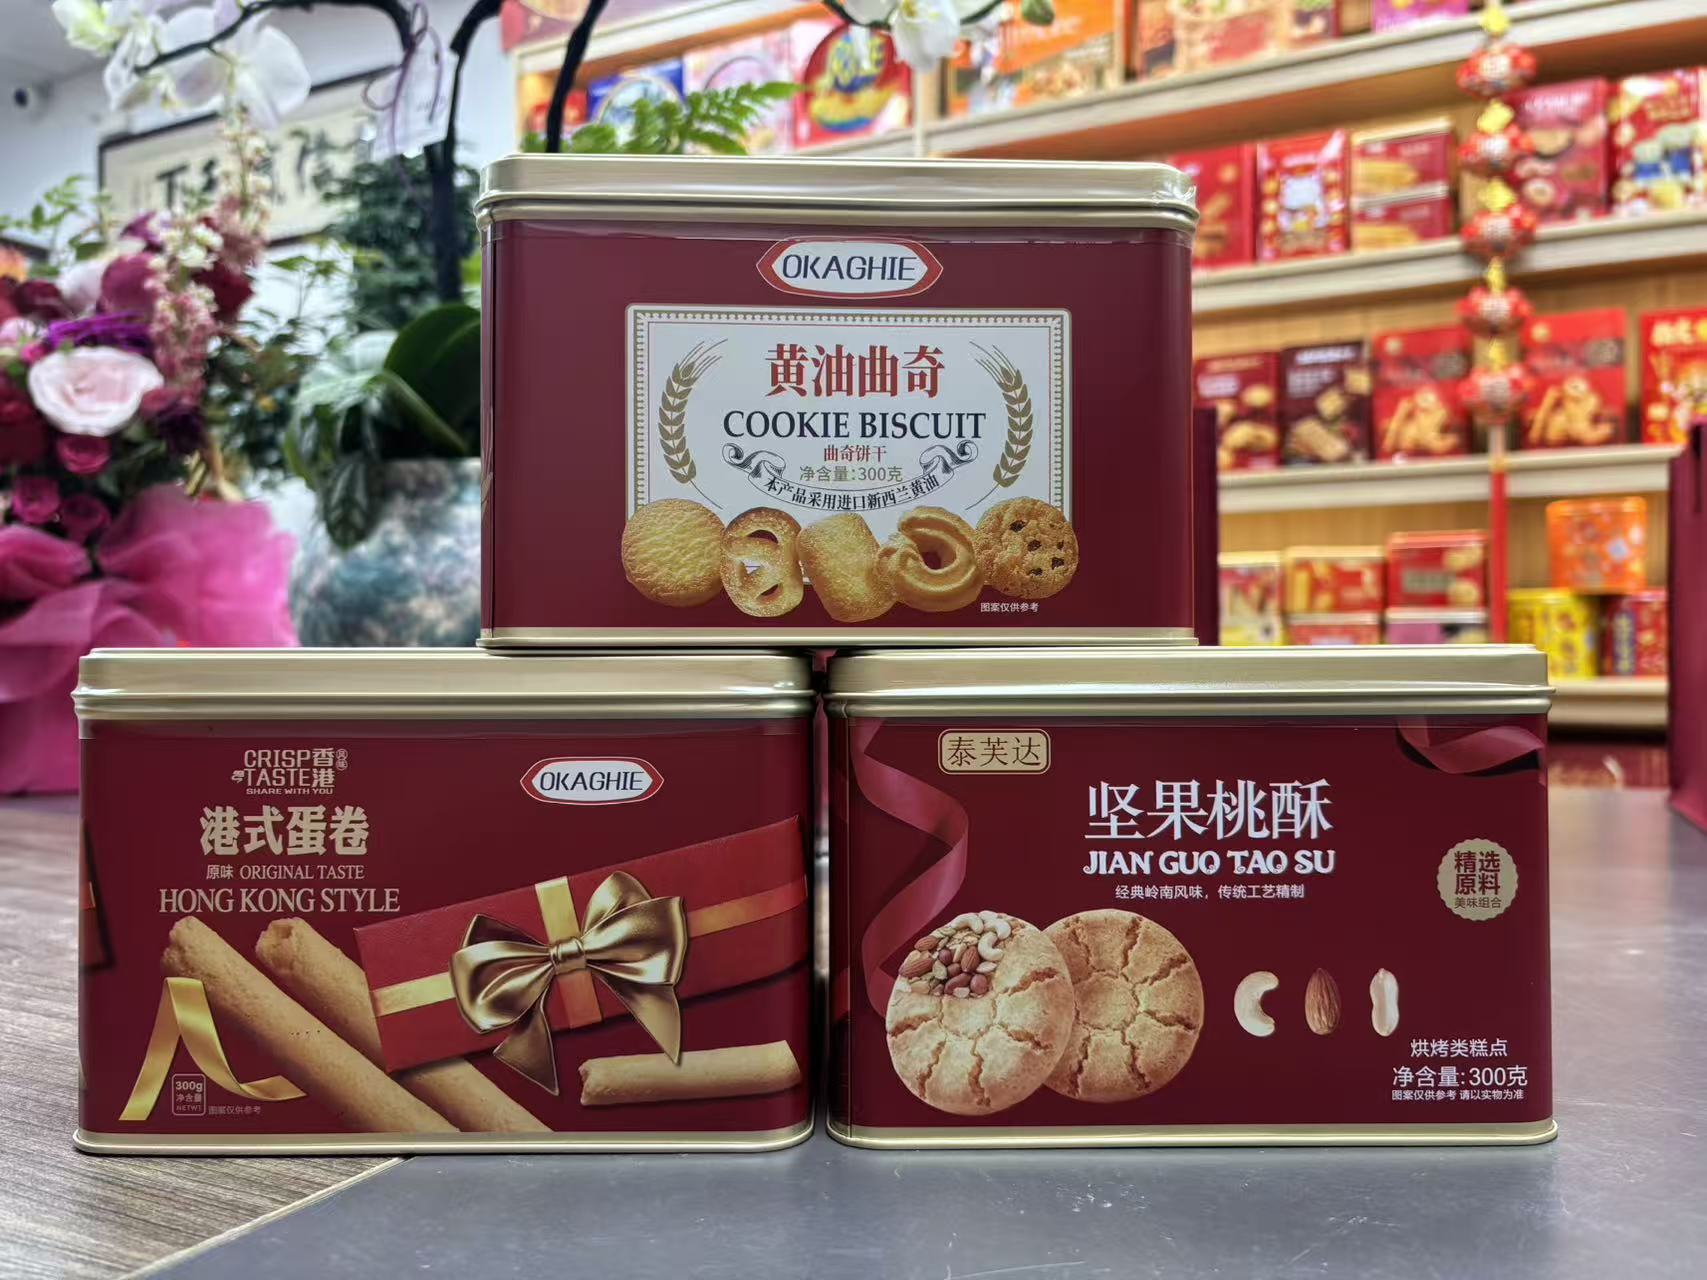 OKAGHIE
黄油曲奇
COOKIE BISCUIT
曲奇饼干
净含量:300克
本产品采用进口新西兰黄油
图案仅供参考
CRISP香
TASTE港
SHARE WITH YOU
港式蛋卷
原味 ORIGINAL TASTE
HONG KONG STYLE
OKAGHIE
300g
净含量
NETWT
图案仅供参考
泰芙达
坚果桃酥
JIAN GUO TAO SU
经典岭南风味，传统工艺精制
精选
原料
美味组合
烘烤类糕点
净含量:300克
图案仅供参考 请以实物为准